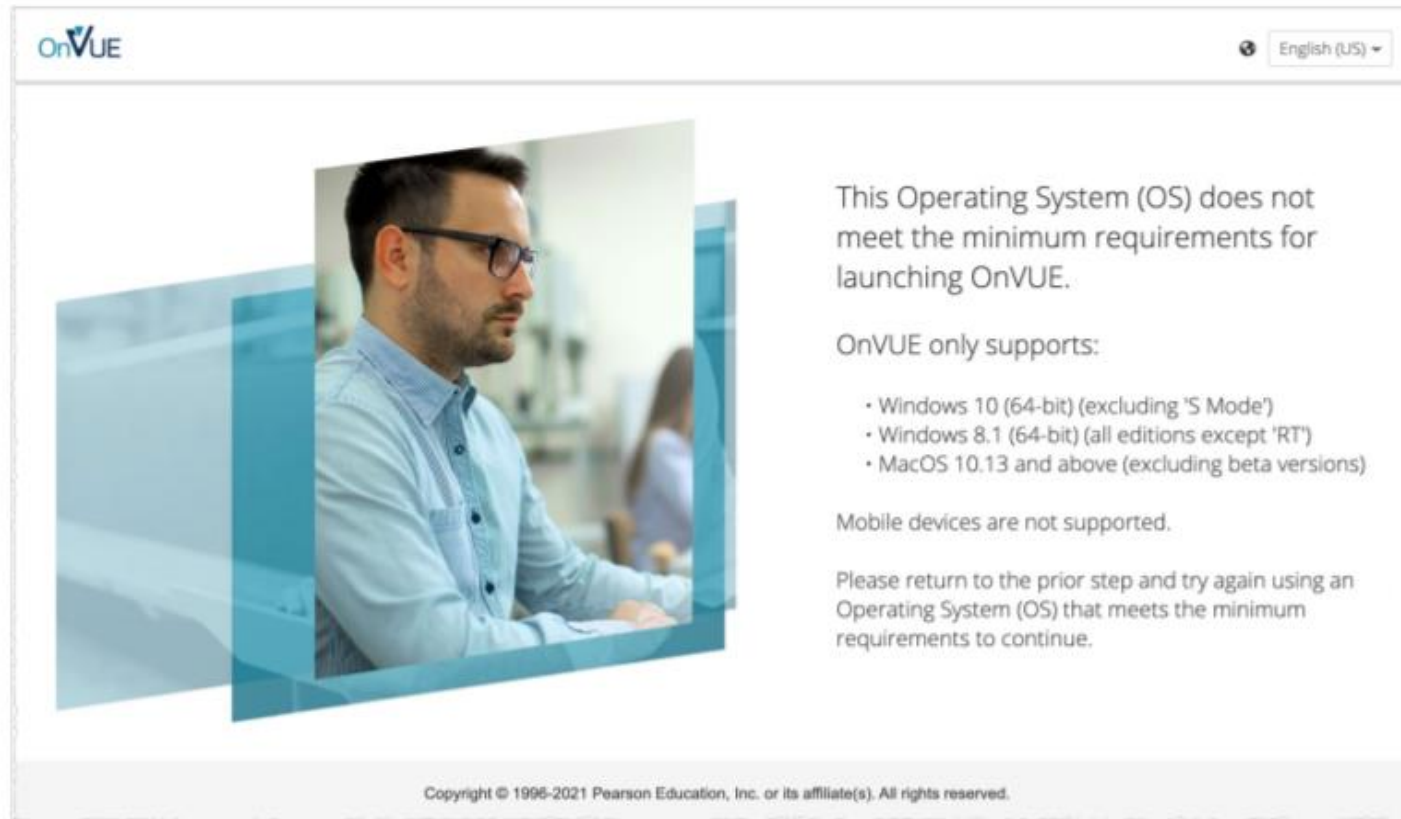 OnVUE
English (US)
This Operating System (OS) does not
meet the minimum requirements for
launching OnVUE.
OnVUE only supports:
• Windows 10 (64-bit) (excluding 'S Mode')
• Windows 8.1 (64-bit) (all editions except 'RT')
• MacOS 10.13 and above (excluding beta versions)
Mobile devices are not supported.
Please return to the prior step and try again using an
Operating System (OS) that meets the minimum
requirements to continue.
Copyright © 1996-2021 Pearson Education, Inc. or its affiliate(s). All rights reserved.